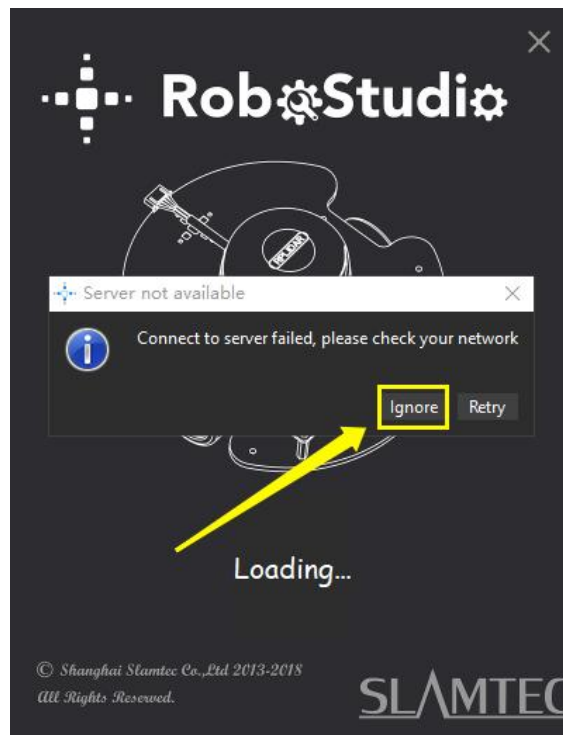 RoboStudio
RPLIDAR
Server not available
Connect to server failed, please check your network
Ignore Retry
Loading...
© Shanghai Slamtec Co.,Ltd 2013-2018
All Rights Reserved.
SLAMTEC